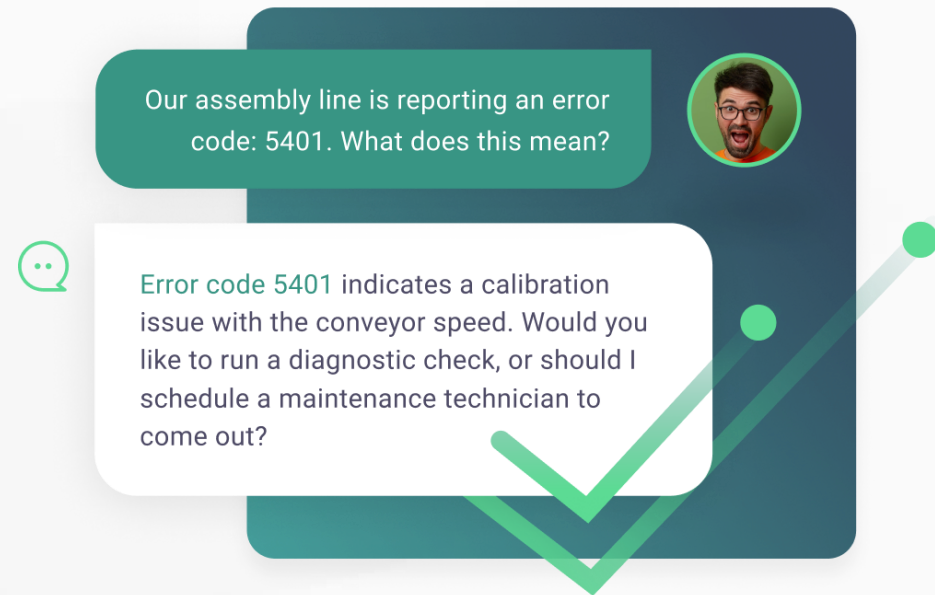 Our assembly line is reporting an error
code: 5401. What does this mean?
Error code 5401 indicates a calibration
issue with the conveyor speed. Would you
like to run a diagnostic check, or should I
schedule a maintenance technician to
come out?